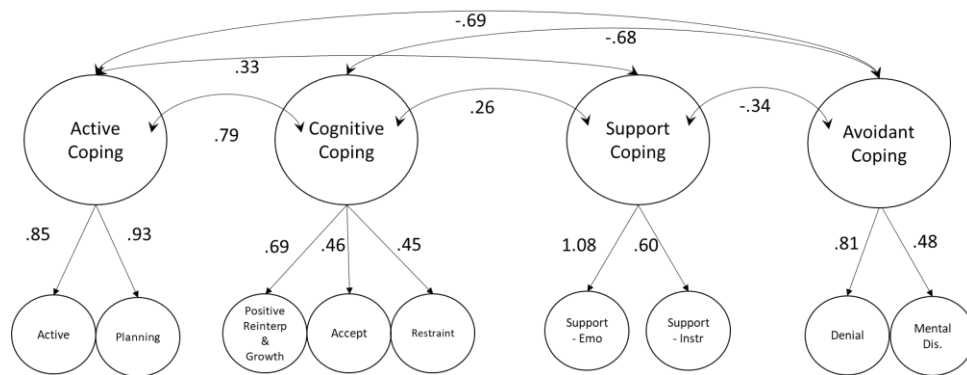 -.69
-.68
.33
Active
Coping
.79
Cognitive
Coping
.26
Support
Coping
-.34
Avoidant
Coping
.85
.93
.69
.46
.45
1.08
.60
.81
.48
Active
Planning
Positive
Reinterp
&
Growth
Accept
Restraint
Support
- Emo
Support
- Instr
Denial
Mental
Dis.